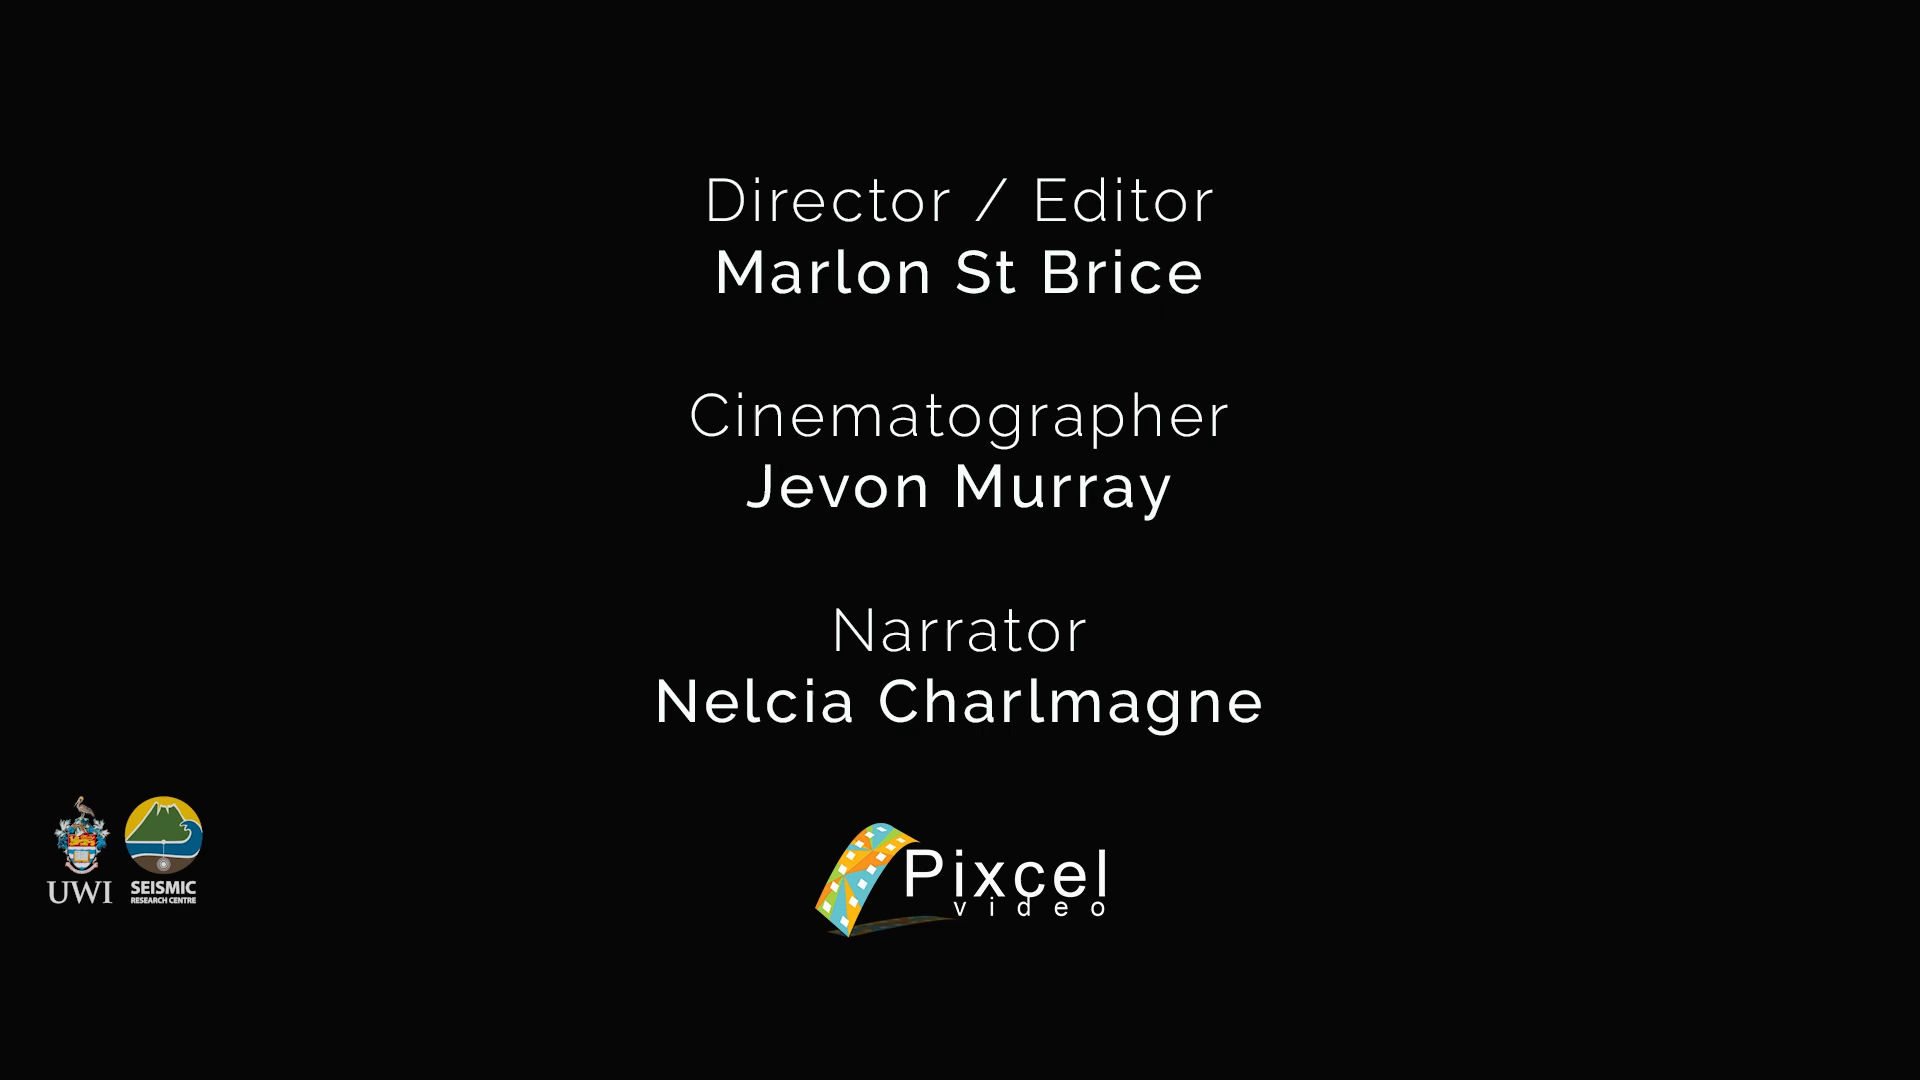 Director / Editor
Marlon St Brice
Cinematographer
Jevon Murray
Narrator
Nelcia Charlmagne
UWI
SEISMIC
RESEARCH CENTRE
Pixcel
video